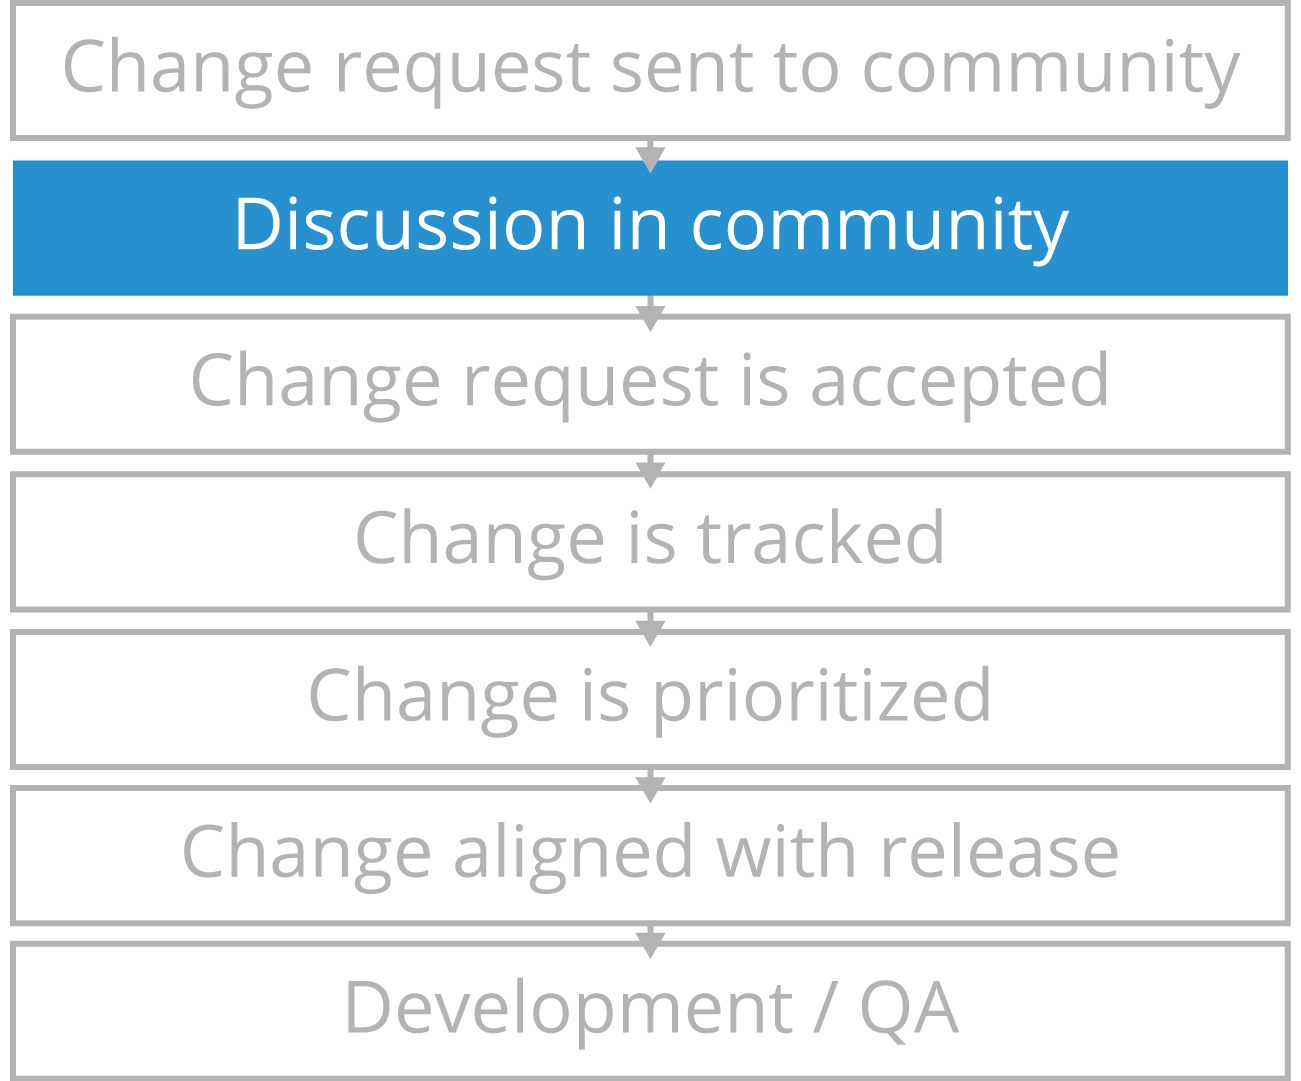 Change request sent to community
Discussion in community
Change request is accepted
Change is tracked
Change is prioritized
Change aligned with release
Development / QA